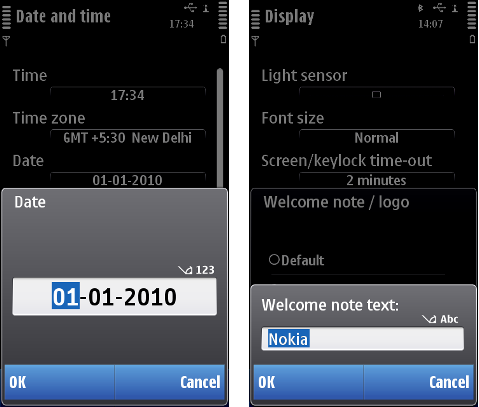 Date and time
17:34
Time
17:34
Time zone
GMT +5:30 New Delhi
Date
01-01-2010
Date
123
01-01-2010
OK
Cancel
Display
14:07
Light sensor
Font size
Normal
Screen/keylock time-out
2 minutes
Welcome note / logo
Default
Welcome note text:
Abc
Nokia
OK
Cancel